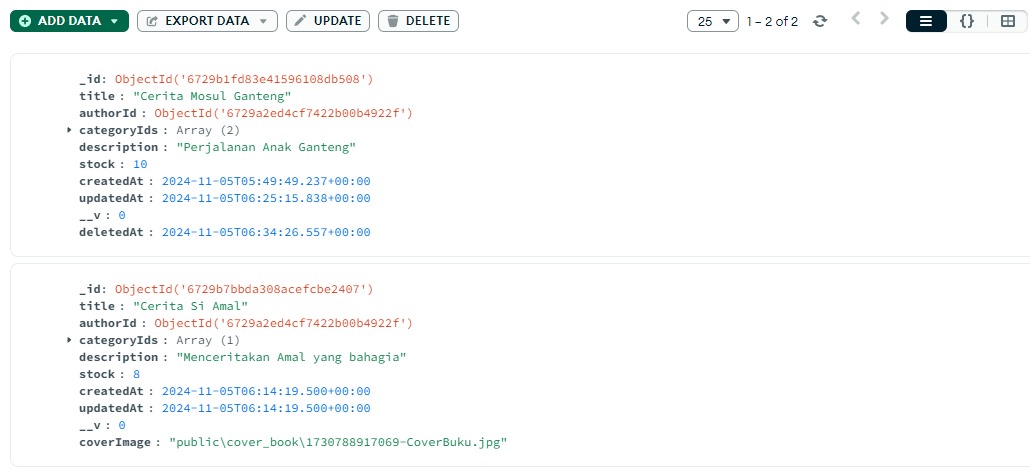 ADD DATA EXPORT DATA UPDATE DELETE 25 1 – 2 of 2 {}
_id: ObjectId('6729b1fd83e41596108db508')
title : "Cerita Mosul Ganteng"
authorId : ObjectId('6729a2ed4cf7422b00b4922f')
categoryIds : Array (2)
description : "Perjalanan Anak Ganteng"
stock : 10
createdAt : 2024-11-05T05:49:49.237+00:00
updatedAt : 2024-11-05T06:25:15.838+00:00
__v : 0
deletedAt : 2024-11-05T06:34:26.557+00:00
_id: ObjectId('6729b7bbda308acefcbe2407')
title : "Cerita Si Amal"
authorId : ObjectId('6729a2ed4cf7422b00b4922f')
categoryIds : Array (1)
description : "Menceritakan Amal yang bahagia"
stock : 8
createdAt : 2024-11-05T06:14:19.500+00:00
updatedAt : 2024-11-05T06:14:19.500+00:00
__v : 0
coverImage : "public\cover_book\1730788917069-CoverBuku.jpg"